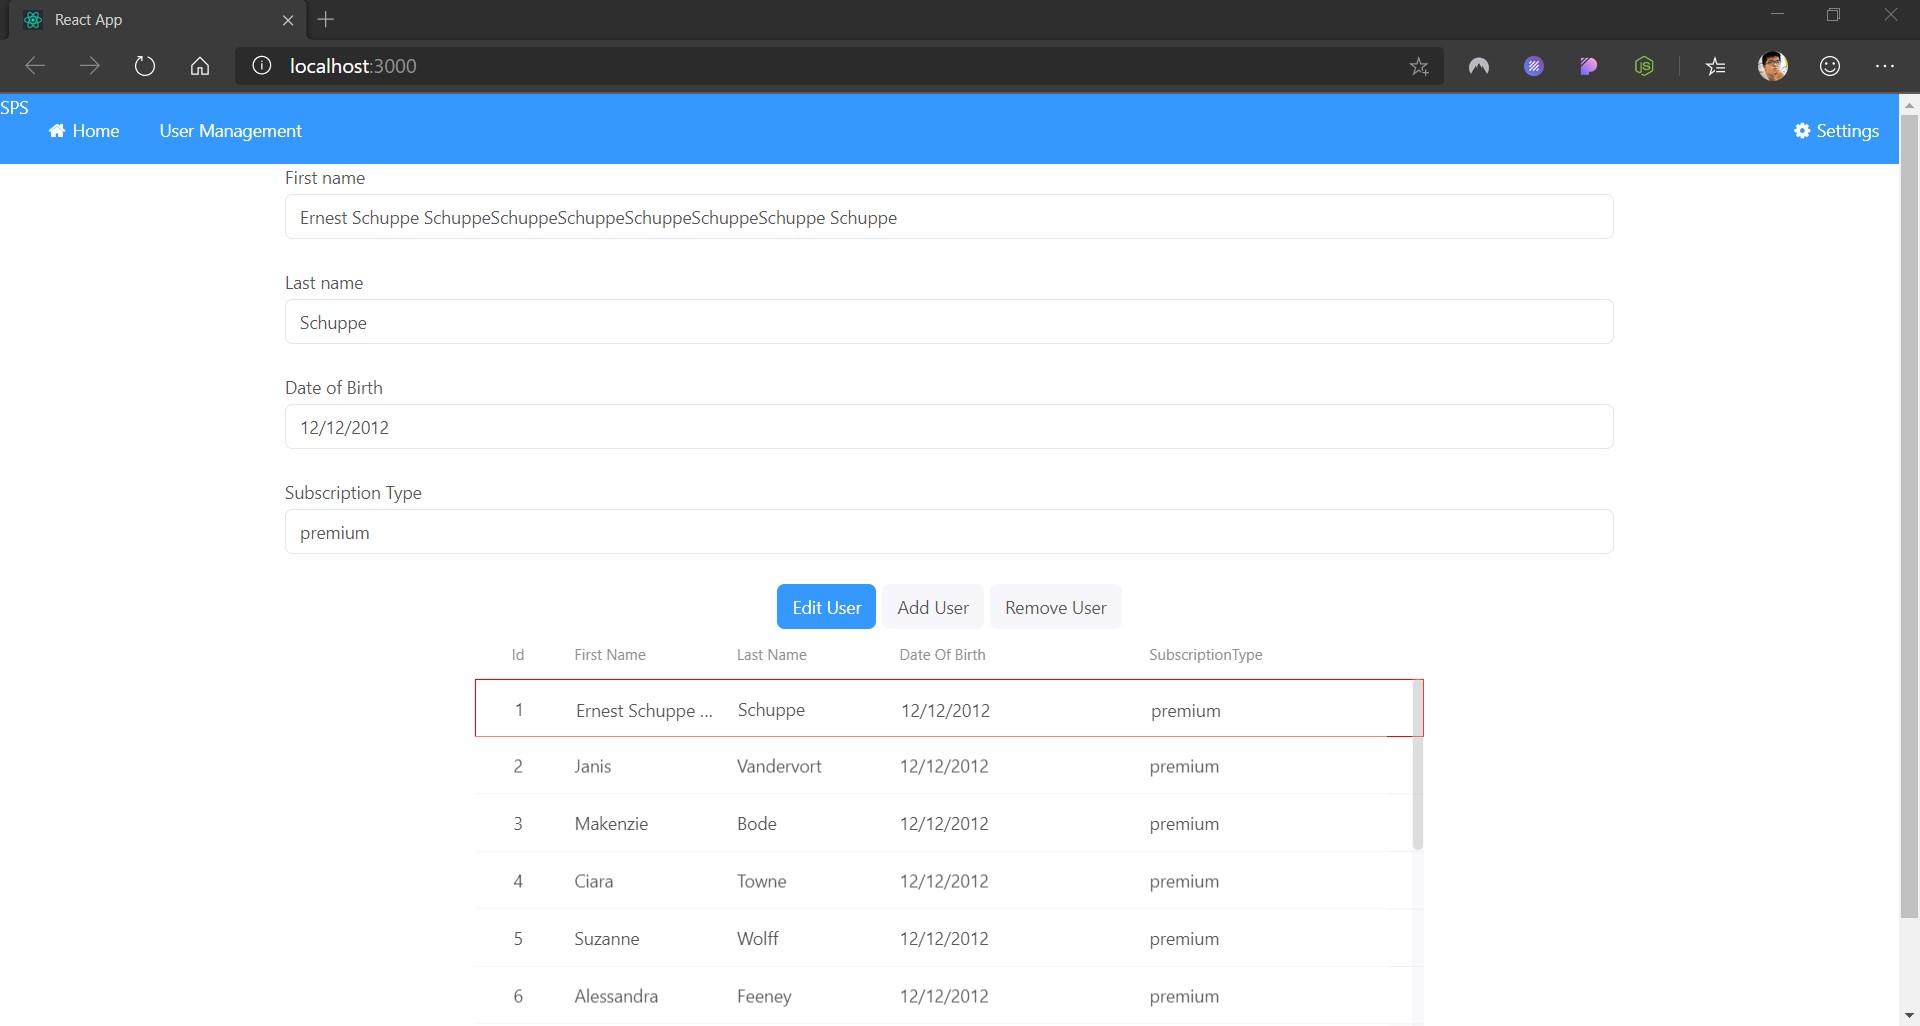 React App
localhost:3000
JS
SPS
Home User Management Settings
First name
Ernest Schuppe SchuppeSchuppeSchuppeSchuppeSchuppeSchuppe Schuppe
Last name
Schuppe
Date of Birth
12/12/2012
Subscription Type
premium
Edit User Add User Remove User
Id First Name Last Name Date Of Birth SubscriptionType
1 Ernest Schuppe ... Schuppe 12/12/2012 premium
2 Janis Vandervort 12/12/2012 premium
3 Makenzie Bode 12/12/2012 premium
4 Ciara Towne 12/12/2012 premium
5 Suzanne Wolff 12/12/2012 premium
6 Alessandra Feeney 12/12/2012 premium